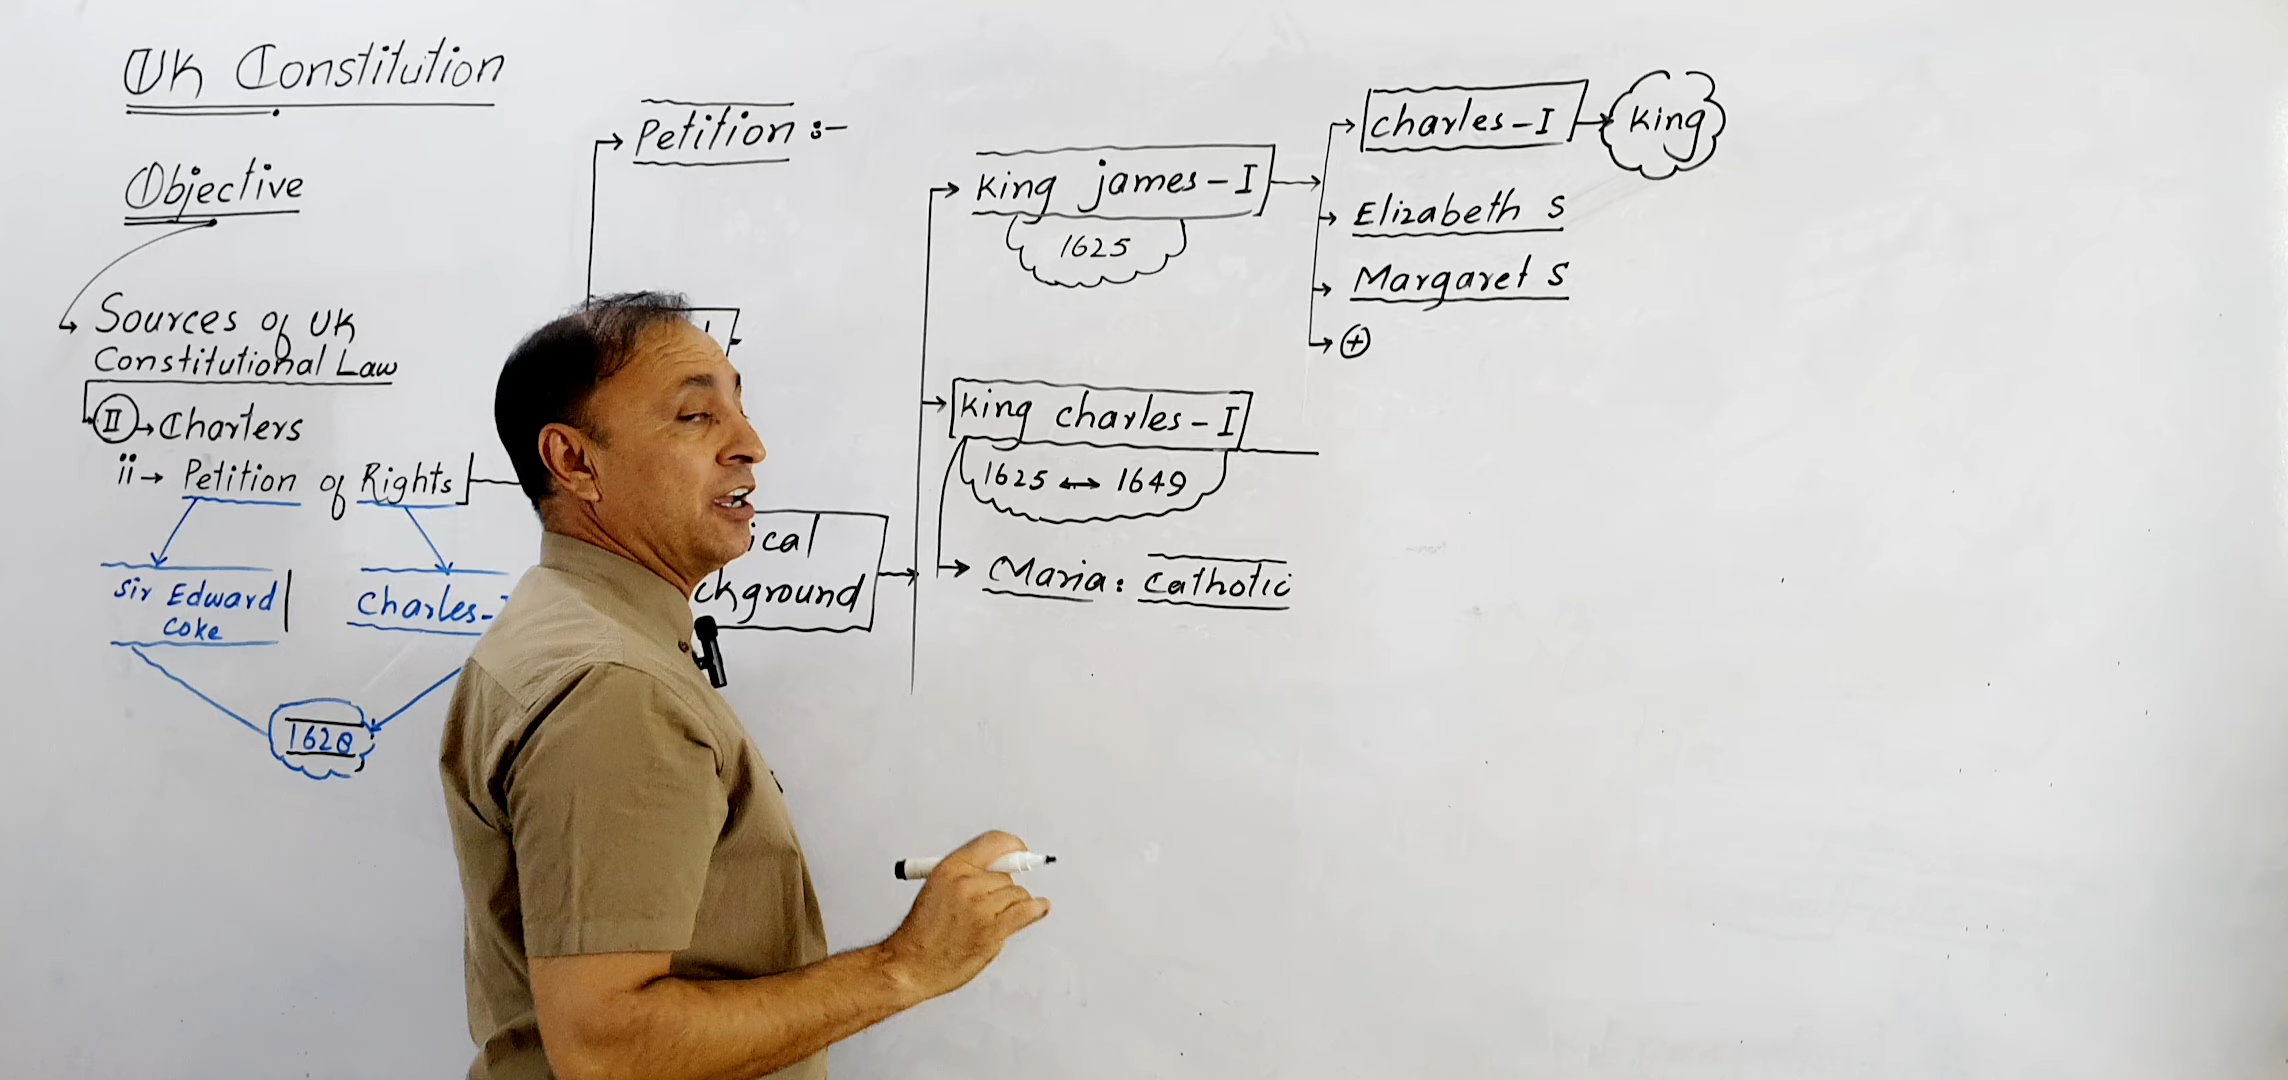 UK Constitution
Objective
Sources of UK
Constitutional Law
II → Charters
ii → Petition of Rights
Sir Edward
Coke
Charles-
1628
Petition :-
ical
ckground
King james - I
1625
Charles - I → King
Elizabeth S
Margaret S
+
King charles - I
1625 ↔ 1649
Maria : Catholic